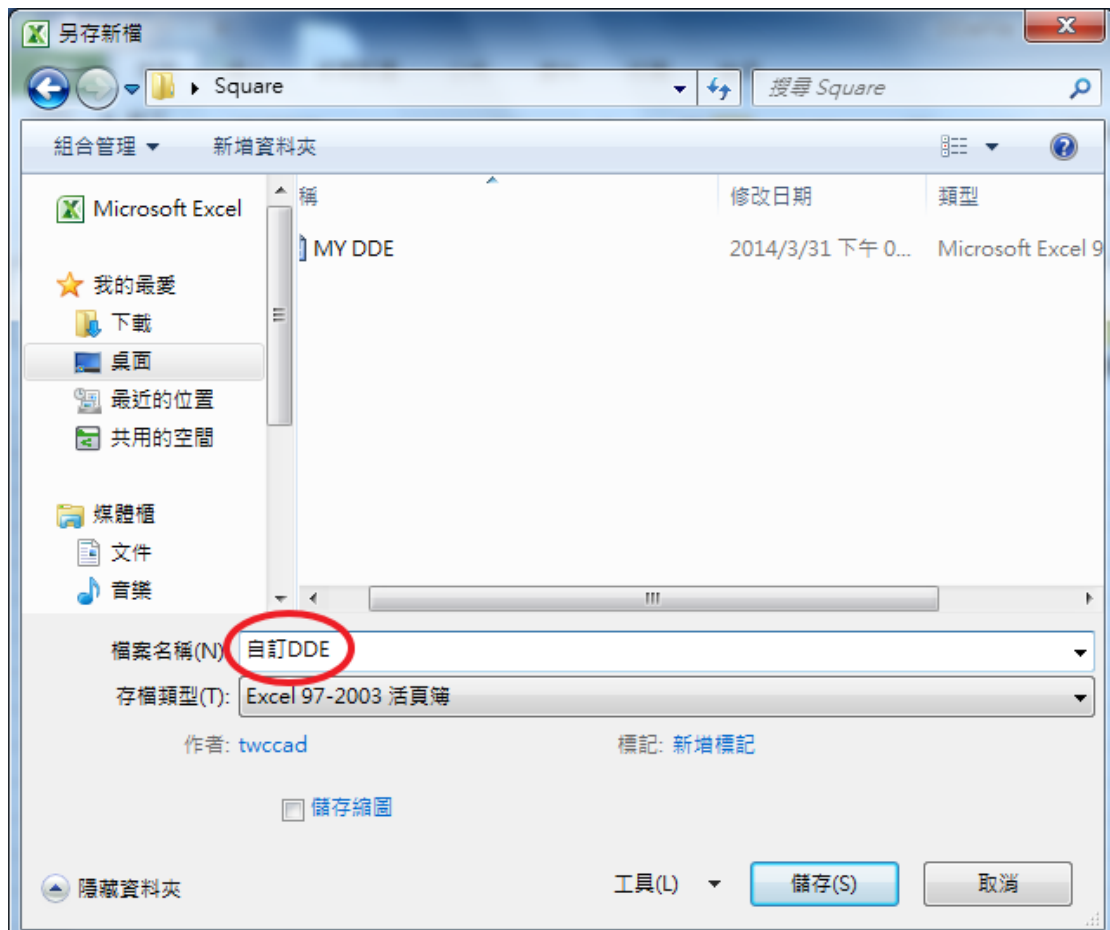 另存新檔
Square
搜尋 Square
組合管理
新增資料夾
Microsoft Excel
我的最愛
下載
桌面
最近的位置
共用的空間
媒體櫃
文件
音樂
稱
修改日期
類型
MY DDE
2014/3/31 下午 0...
Microsoft Excel 9
檔案名稱(N)
自訂DDE
存檔類型(T):
Excel 97-2003 活頁簿
作者: twccad
標記: 新增標記
儲存縮圖
隱藏資料夾
工具(L)
儲存(S)
取消